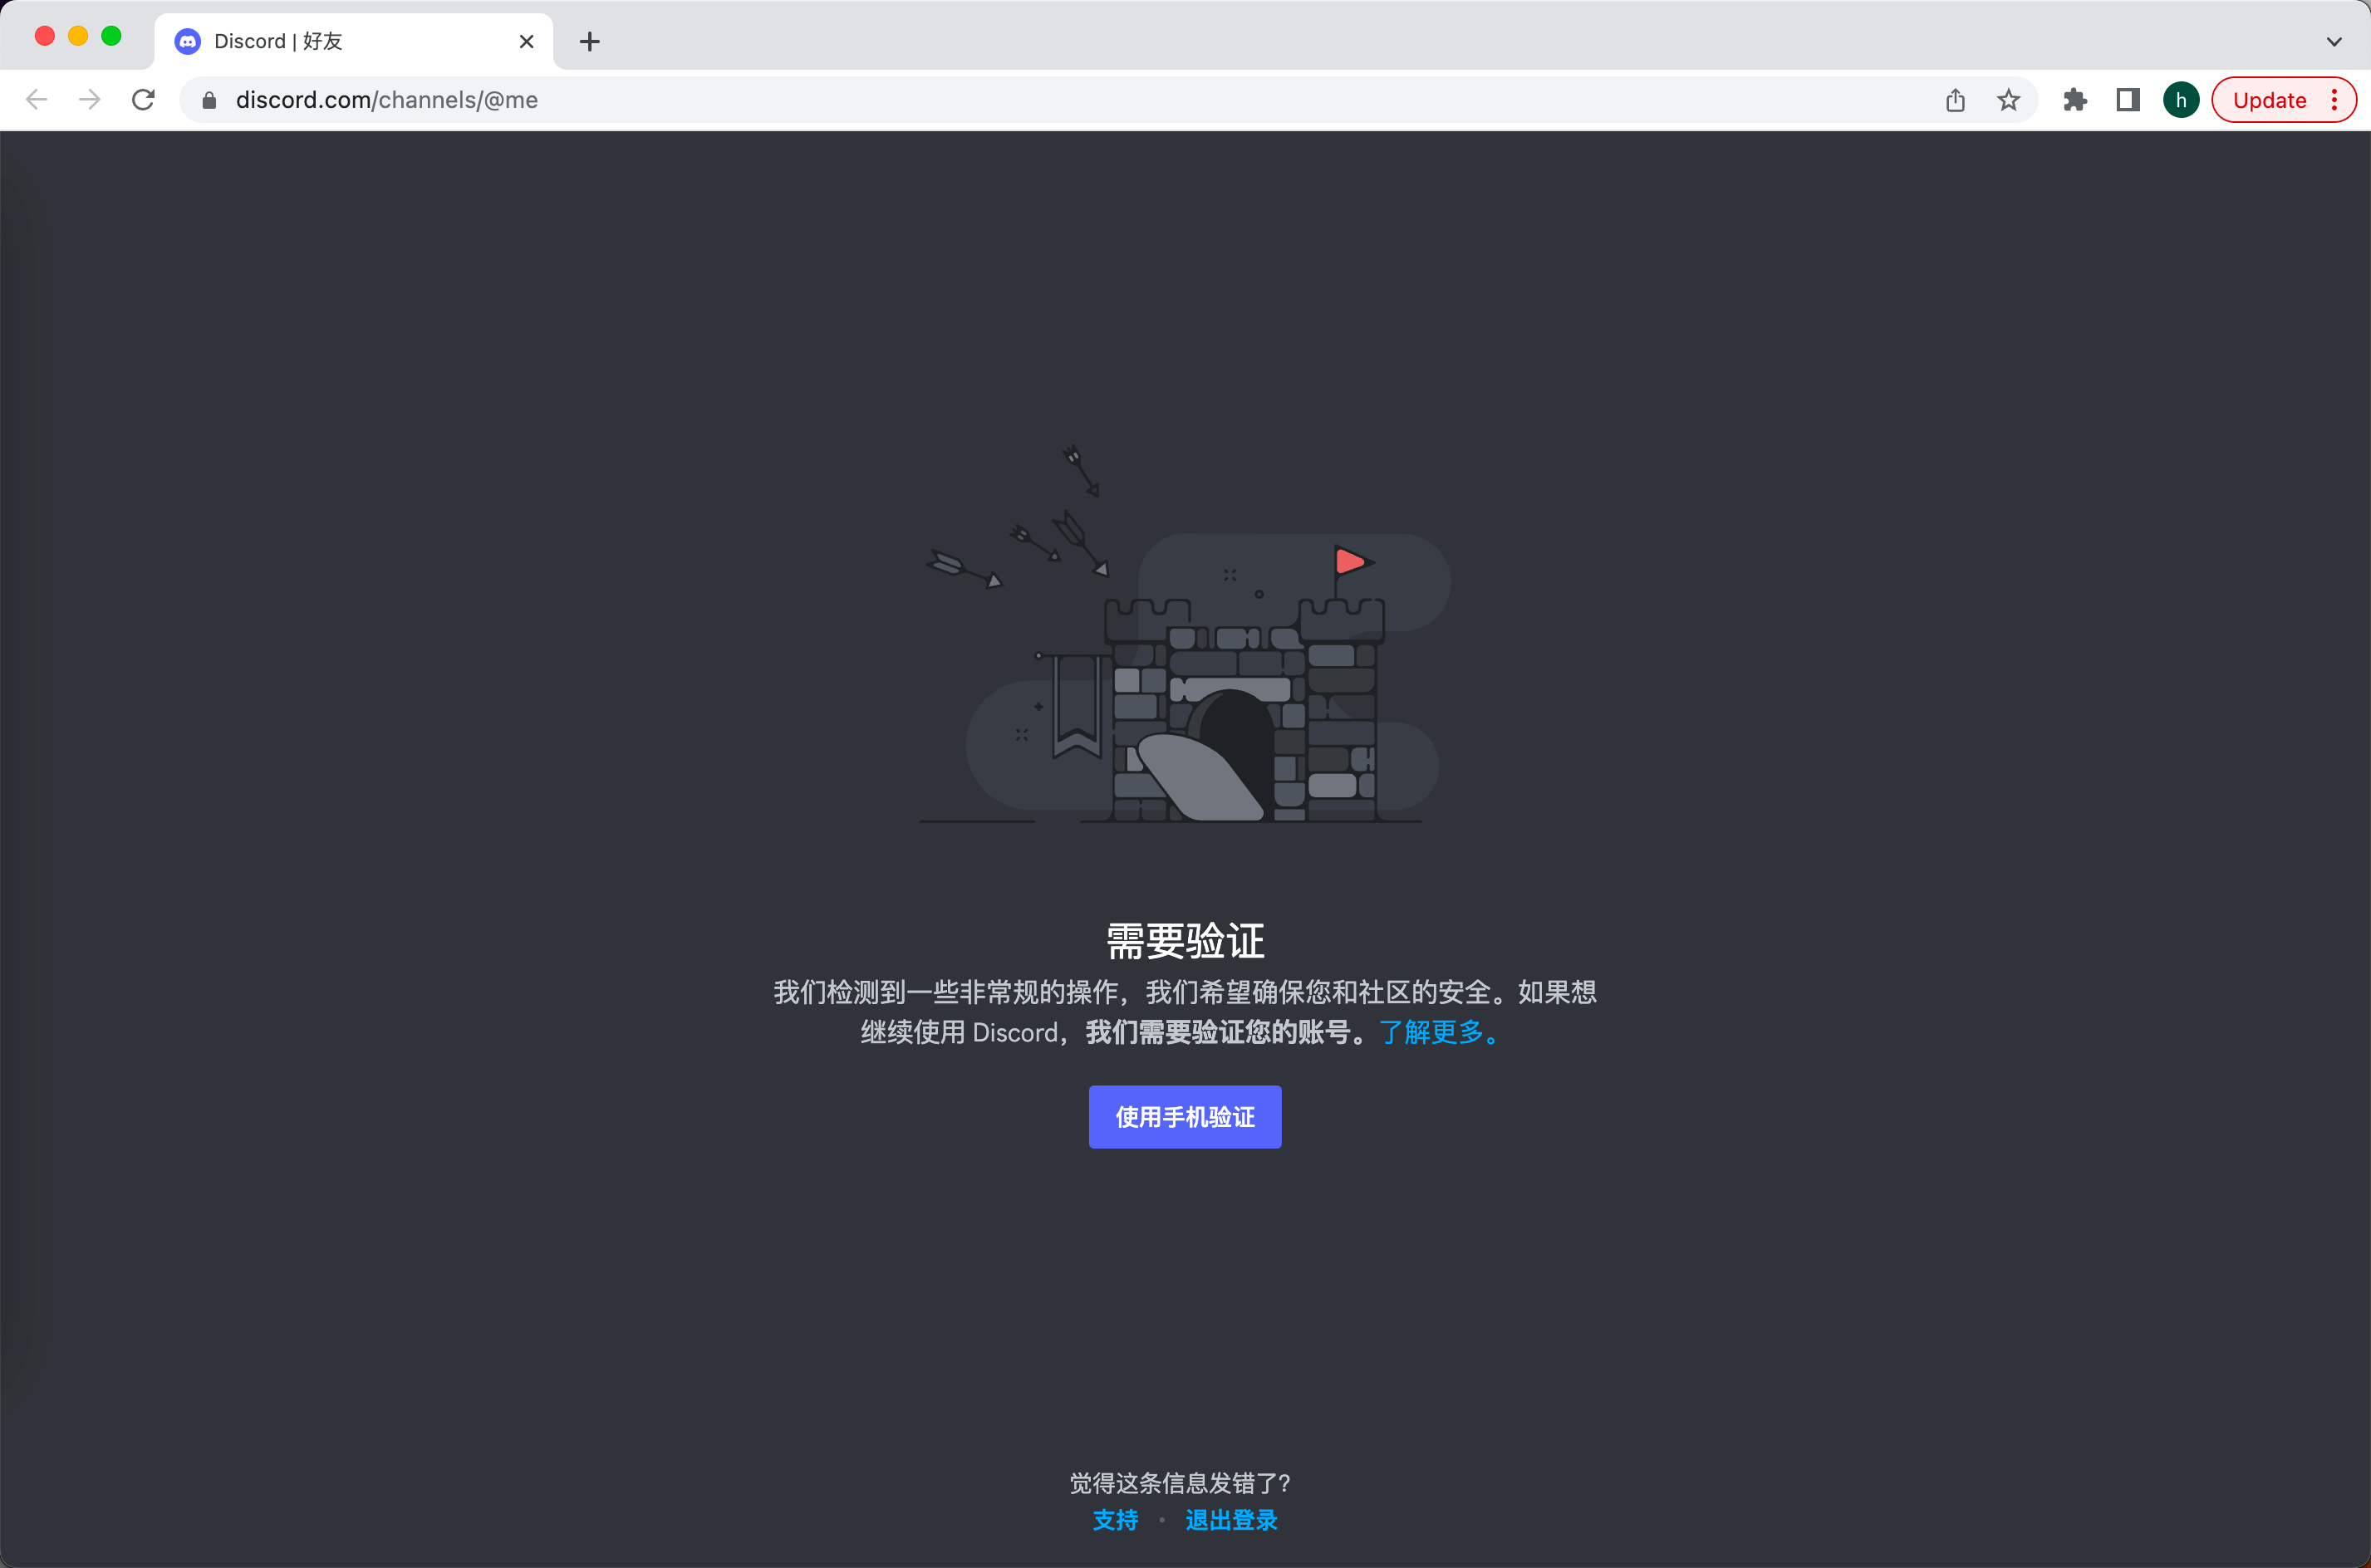 Discord | 好友
discord.com/channels/@me
h
Update
需要验证
我们检测到一些非常规的操作，我们希望确保您和社区的安全。如果想
继续使用 Discord，我们需要验证您的账号。了解更多。
使用手机验证
觉得这条信息发错了？
支持 · 退出登录